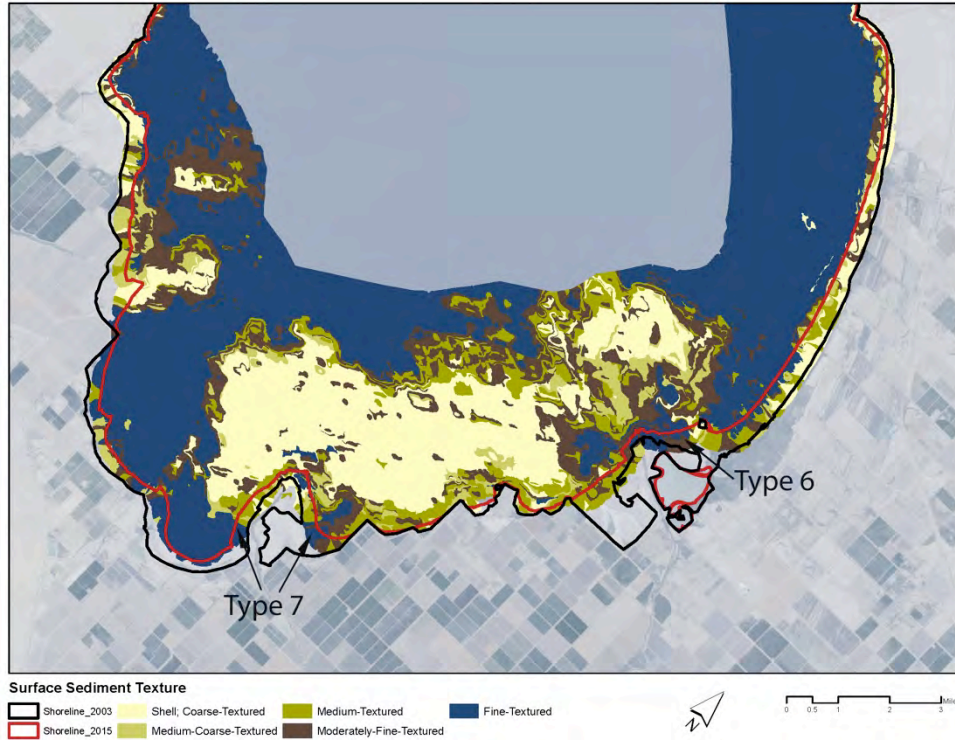 Type 6
Type 7
Surface Sediment Texture
Shoreline_2003 Shell; Coarse-Textured Medium-Textured Fine-Textured
Shoreline_2015 Medium-Coarse-Textured Moderately-Fine-Textured
N
0 0.5 1 2 3